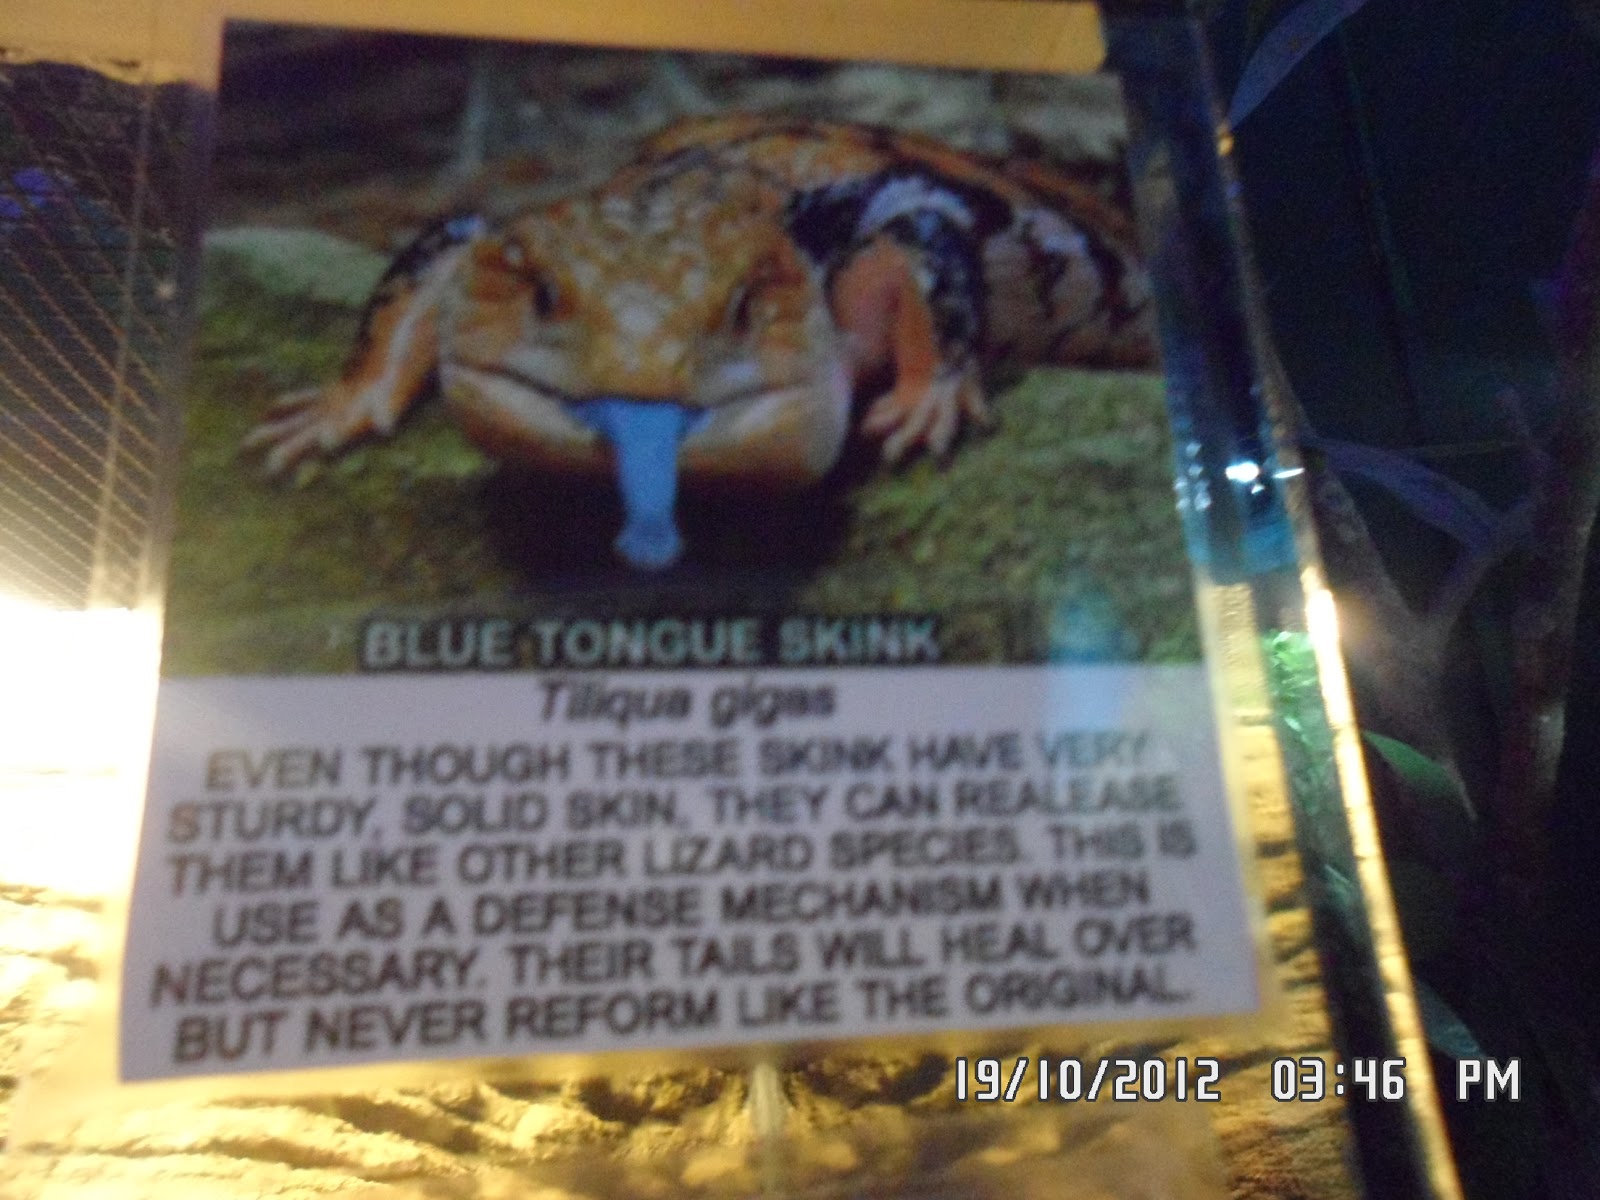 BLUE TONGUE SKINK
Tiliqua gigas
EVEN THOUGH THESE SKINK HAVE VERY
STURDY, SOLID SKIN, THEY CAN REALEASE
THEM LIKE OTHER LIZARD SPECIES. THIS IS
USE AS A DEFENSE MECHANISM WHEN
NECESSARY. THEIR TAILS WILL HEAL OVER
BUT NEVER REFORM LIKE THE ORIGINAL.
19/10/2012 03:46 PM